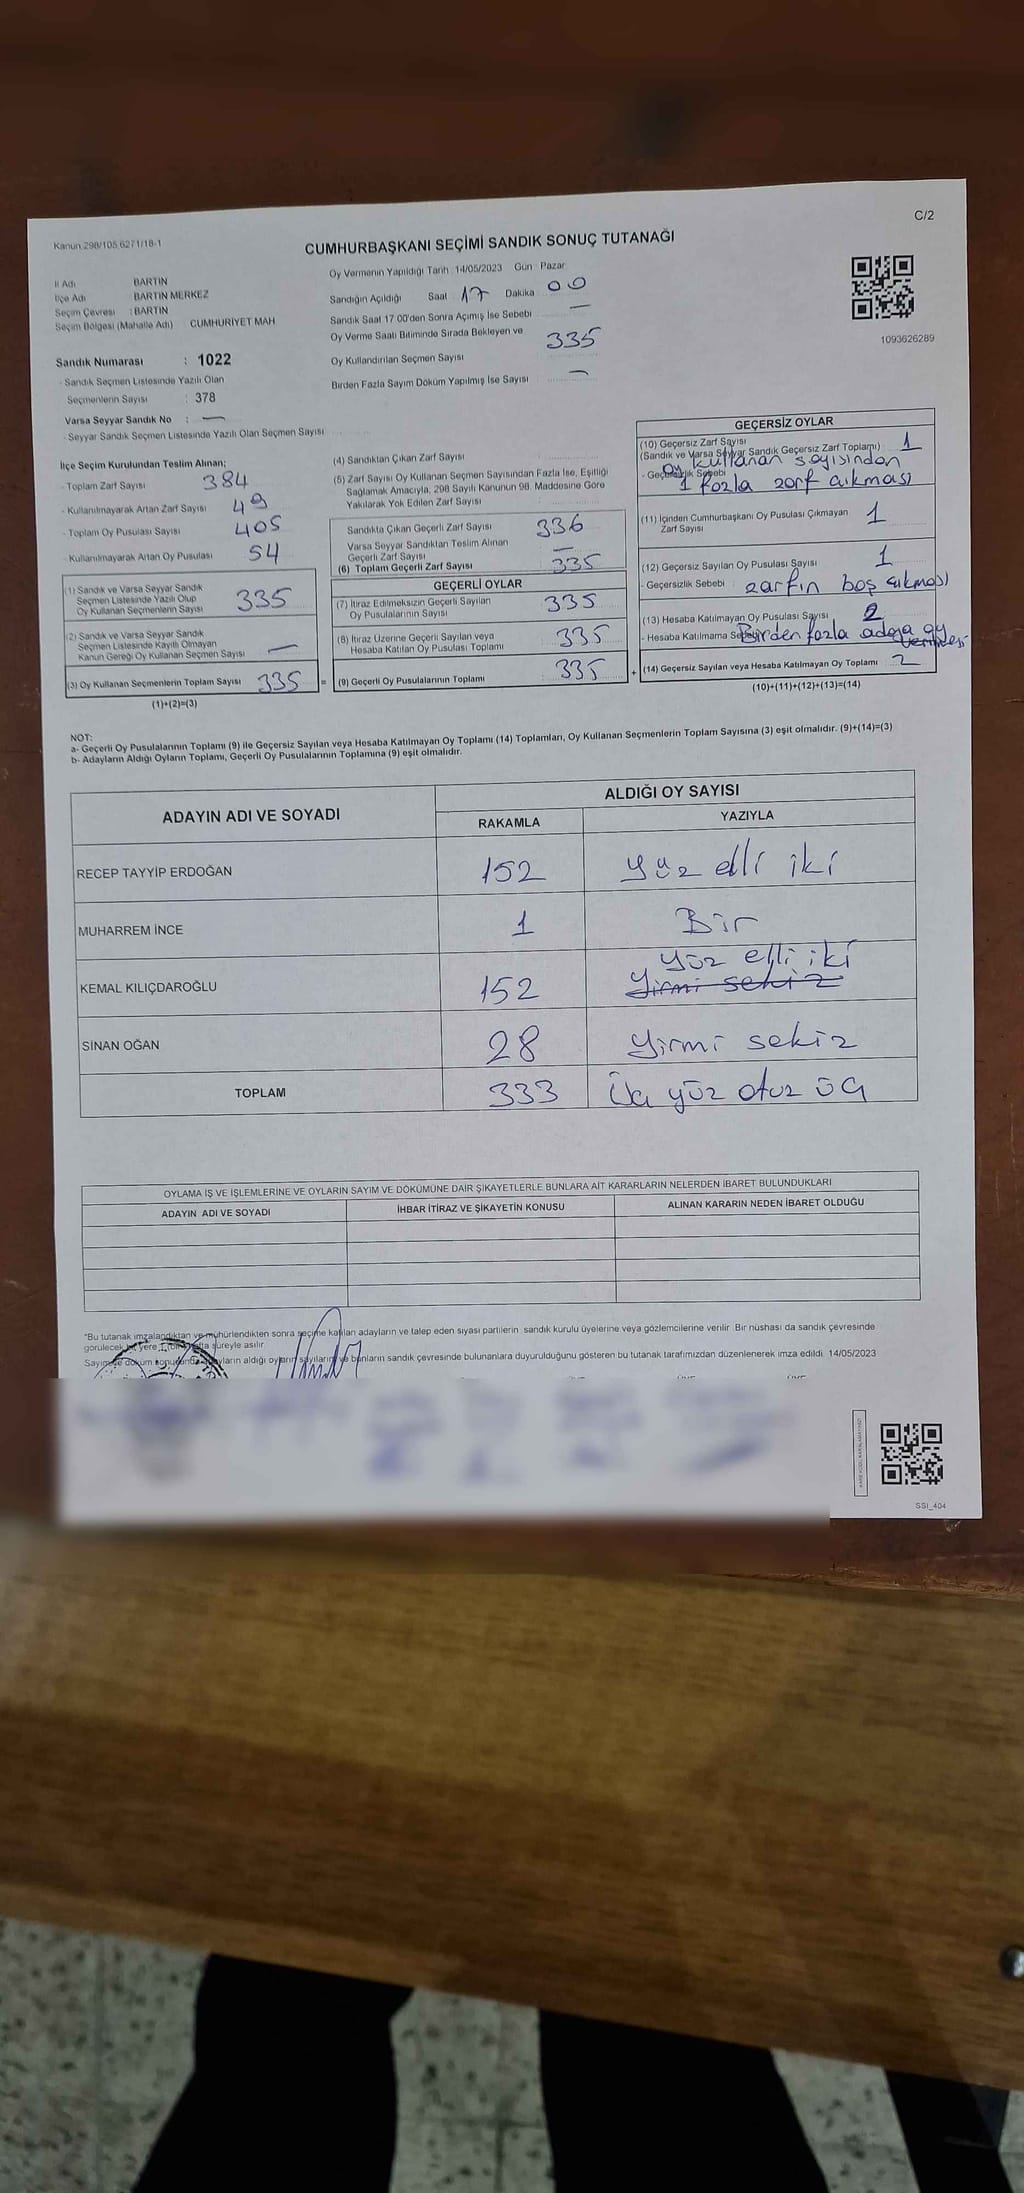 C/2
Kanun 298/105,6271/18-1
CUMHURBAŞKANI SEÇİMİ SANDIK SONUÇ TUTANAĞI
İl Adı BARTIN
İlçe Adı BARTIN MERKEZ
Seçim Çevresi : BARTIN
Seçim Bölgesi (Mahalle Adı) CUMHURİYET MAH
Oy Vermenin Yapıldığı Tarih 14/05/2023 Gün Pazar
Sandığın Açıldığı Saat 17 Dakika 00
Sandık Saat 17:00'den Sonra Açımış İse Sebebi —
Oy Verme Saati Bitiminde Sırada Bekleyen ve
Oy Kullandırılan Seçmen Sayısı 335
Birden Fazla Sayım Döküm Yapılmış İse Sayısı —
1093626289
Sandık Numarası : 1022
- Sandık Seçmen Listesinde Yazılı Olan
Seçmenlerin Sayısı : 378
Varsa Seyyar Sandık No : —
- Seyyar Sandık Seçmen Listesinde Yazılı Olan Seçmen Sayısı
İlçe Seçim Kurulundan Teslim Alınan:
- Toplam Zarf Sayısı 384
- Kullanılmayarak Artan Zarf Sayısı 49
- Toplam Oy Pusulası Sayısı 405
- Kullanılmayarak Artan Oy Pusulası 54
(1) Sandık ve Varsa Seyyar Sandık
Seçmen Listesinde Yazılı Olup
Oy Kullanan Seçmenlerin Sayısı 335
(2) Sandık ve Varsa Seyyar Sandık
Seçmen Listesinde Kayıtlı Olmayan
Kanun Gereği Oy Kullanan Seçmen Sayısı —
(3) Oy Kullanan Seçmenlerin Toplam Sayısı 335 =
(1)+(2)=(3)
(4) Sandıktan Çıkan Zarf Sayısı
(5) Zarf Sayısı Oy Kullanan Seçmen Sayısından Fazla İse, Eşitliği
Sağlamak Amacıyla, 298 Sayılı Kanunun 98. Maddesine Göre
Yakılarak Yok Edilen Zarf Sayısı
Sandıkta Çıkan Geçerli Zarf Sayısı 336
Varsa Seyyar Sandıktan Teslim Alınan
Geçerli Zarf Sayısı —
(6) Toplam Geçerli Zarf Sayısı 335
GEÇERLİ OYLAR
(7) İtiraz Edilmeksizin Geçerli Sayılan
Oy Pusulalarının Sayısı 335
(8) İtiraz Üzerine Geçerli Sayılan veya
Hesaba Katılan Oy Pusulası Toplamı 335
(9) Geçerli Oy Pusulalarının Toplamı 335 +
GEÇERSİZ OYLAR
(10) Geçersiz Zarf Sayısı
(Sandık ve Varsa Seyyar Sandık Geçersiz Zarf Toplamı) 1
- Geçersizlik Sebebi oy kullanan sayısından
1 fazla zarf çıkması
(11) İçinden Cumhurbaşkanı Oy Pusulası Çıkmayan
Zarf Sayısı 1
(12) Geçersiz Sayılan Oy Pusulası Sayısı 1
- Geçersizlik Sebebi : zarfın boş çıkması
(13) Hesaba Katılmayan Oy Pusulası Sayısı 2
- Hesaba Katılmama Sebebi Birden fazla adaya oy
verilmesi
(14) Geçersiz Sayılan veya Hesaba Katılmayan Oy Toplamı 2
(10)+(11)+(12)+(13)=(14)
NOT:
a- Geçerli Oy Pusulalarının Toplamı (9) ile Geçersiz Sayılan veya Hesaba Katılmayan Oy Toplamı (14) Toplamları, Oy Kullanan Seçmenlerin Toplam Sayısına (3) eşit olmalıdır. (9)+(14)=(3)
b- Adayların Aldığı Oyların Toplamı, Geçerli Oy Pusulalarının Toplamına (9) eşit olmalıdır.
ADAYIN ADI VE SOYADI
ALDIĞI OY SAYISI
RAKAMLA YAZIYLA
RECEP TAYYİP ERDOĞAN 152 Yüz elli iki
MUHARREM İNCE 1 Bir
KEMAL KILIÇDAROĞLU 152 Yüz elli iki
Yirmi sekiz
SİNAN OĞAN 28 Yirmi sekiz
TOPLAM 333 Üç yüz otuz üç
OYLAMA İŞ VE İŞLEMLERİNE VE OYLARIN SAYIM VE DÖKÜMÜNE DAİR ŞİKAYETLERLE BUNLARA AİT KARARLARIN NELERDEN İBARET BULUNDUKLARI
ADAYIN ADI VE SOYADI İHBAR İTİRAZ VE ŞİKAYETİN KONUSU ALINAN KARARIN NEDEN İBARET OLDUĞU
*Bu tutanak imzalandıktan ve mühürlendikten sonra seçime katılan adayların ve talep eden siyasi partilerin sandık kurulu üyelerine veya gözlemcilerine verilir. Bir nüshası da sandık çevresinde
görülecek bir yere 1 hafta süreyle asılır
Sayım ve döküm sonucunda adayların aldığı oyların sayılarını ve bunların sandık çevresinde bulunanlara duyurulduğunu gösteren bu tutanak tarafımızdan düzenlenerek imza edildi. 14/05/2023
SSI_404